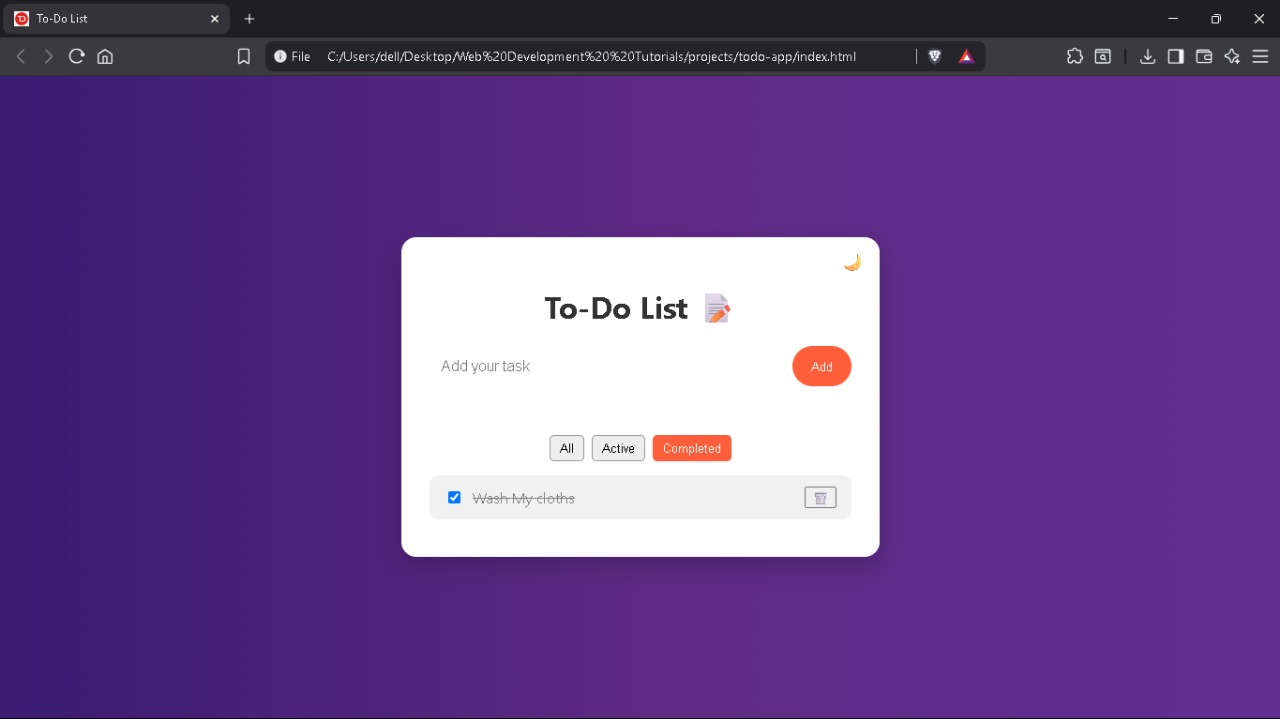 To-Do List
File C:/Users/dell/Desktop/Web%20Development%20%20Tutorials/projects/todo-app/index.html
To-Do List
Add your task Add
All Active Completed
Wash My cloths